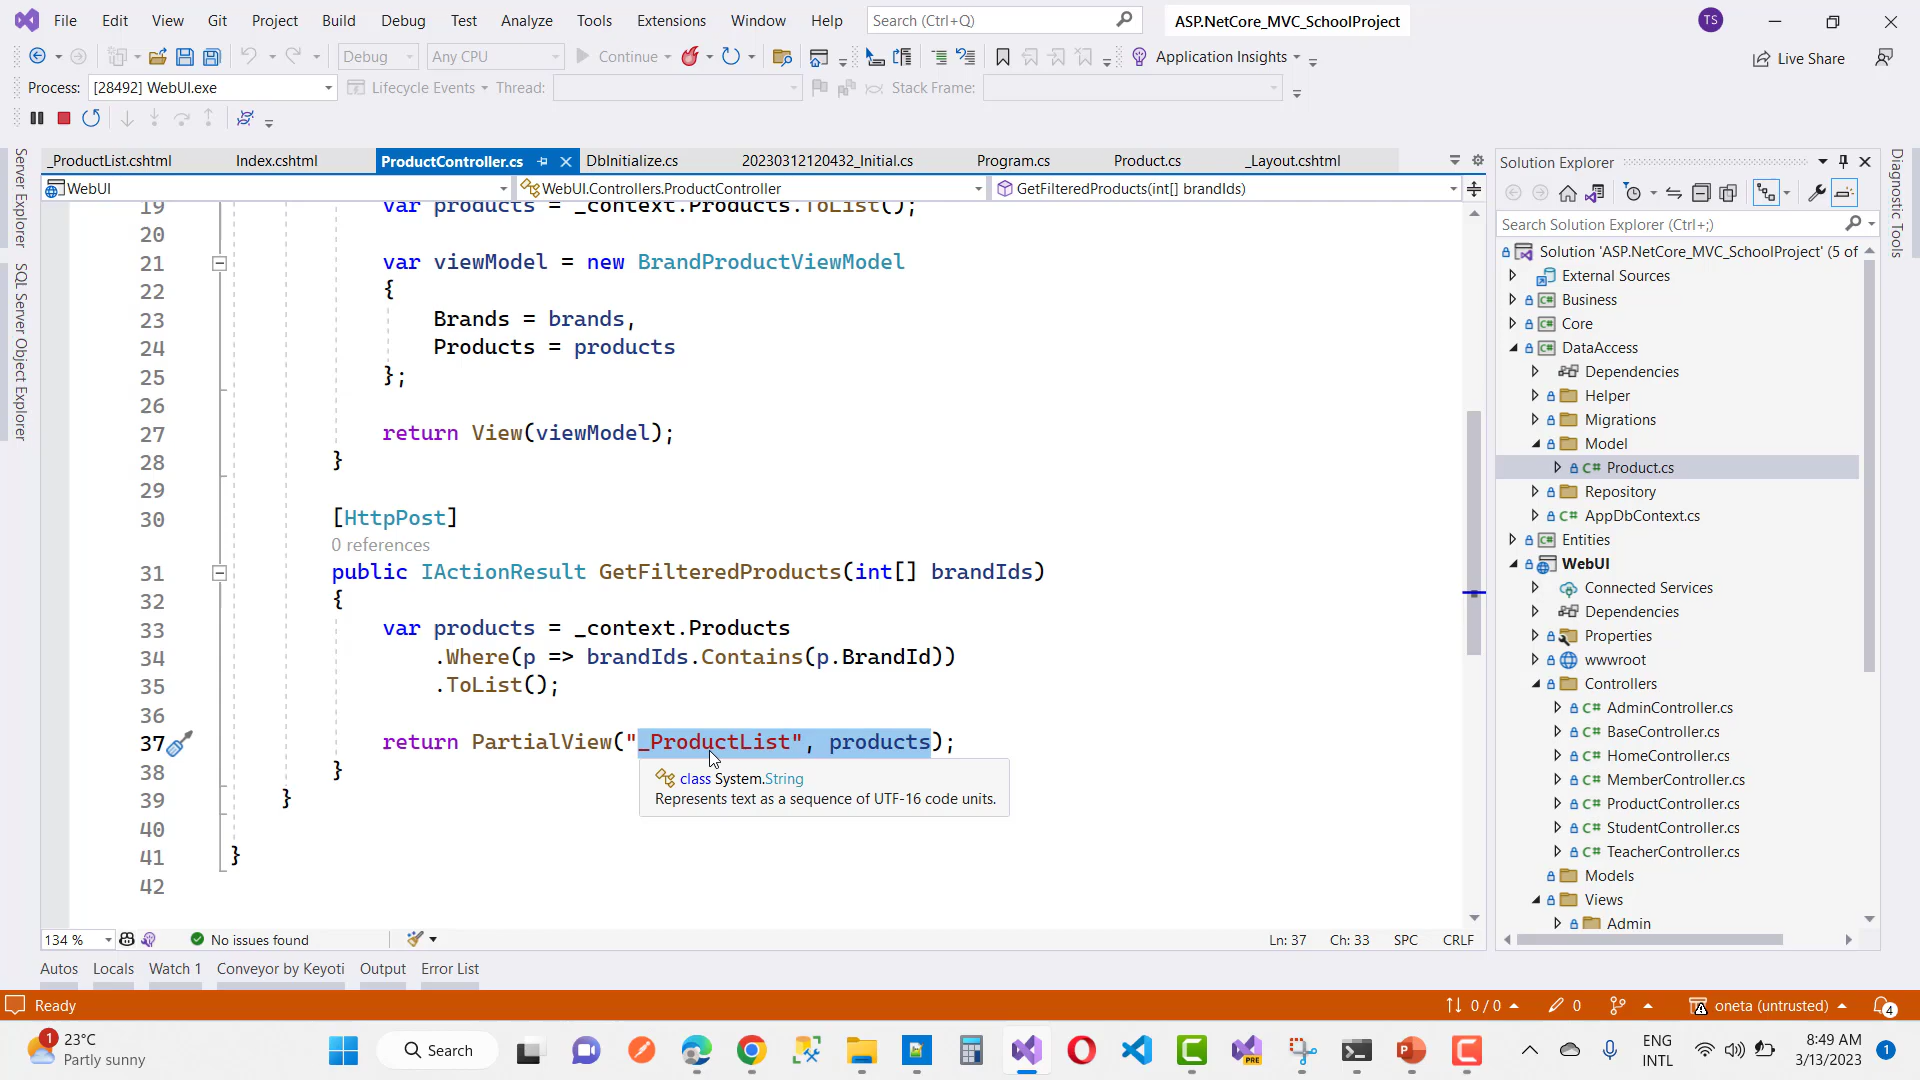 File Edit View Git Project Build Debug Test Analyze Tools Extensions Window Help Search (Ctrl+Q) ASP.NetCore_MVC_SchoolProject TS
Debug Any CPU Continue Application Insights Live Share
Process: [28492] WebUI.exe Lifecycle Events Thread: Stack Frame:
Server Explorer
SQL Server Object Explorer
_ProductList.cshtml Index.cshtml ProductController.cs DbInitialize.cs 20230312120432_Initial.cs Program.cs Product.cs _Layout.cshtml
WebUI WebUI.Controllers.ProductController GetFilteredProducts(int[] brandIds)
19 var products = _context.Products.ToList();
20
21 var viewModel = new BrandProductViewModel
22 {
23 Brands = brands,
24 Products = products
25 };
26
27 return View(viewModel);
28 }
29
30 [HttpPost]
0 references
31 public IActionResult GetFilteredProducts(int[] brandIds)
32 {
33 var products = _context.Products
34 .Where(p => brandIds.Contains(p.BrandId))
35 .ToList();
36
37 return PartialView("_ProductList", products);
38 }
class System.String
Represents text as a sequence of UTF-16 code units.
39 }
40
41 }
42
134 % No issues found Ln: 37 Ch: 33 SPC CRLF
Solution Explorer
Search Solution Explorer (Ctrl+;)
Solution 'ASP.NetCore_MVC_SchoolProject' (5 of
External Sources
Business
Core
DataAccess
Dependencies
Helper
Migrations
Model
Product.cs
Repository
AppDbContext.cs
Entities
WebUI
Connected Services
Dependencies
Properties
wwwroot
Controllers
AdminController.cs
BaseController.cs
HomeController.cs
MemberController.cs
ProductController.cs
StudentController.cs
TeacherController.cs
Models
Views
Admin
Diagnostic Tools
Autos Locals Watch 1 Conveyor by Keyoti Output Error List
Ready 0 / 0 0 oneta (untrusted) 4
1 23°C
Partly sunny
Search
PRE
ENG
INTL
8:49 AM
3/13/2023
1